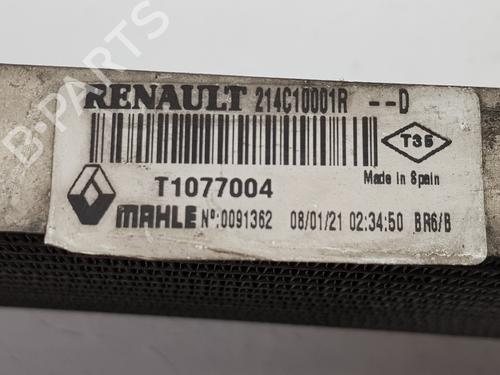 B-PARTS
RENAULT 214C10001R --D
T35
T1077004
Made in Spain
MAHLE Nº:0091362 08/01/21 02:34:50 BR6/B